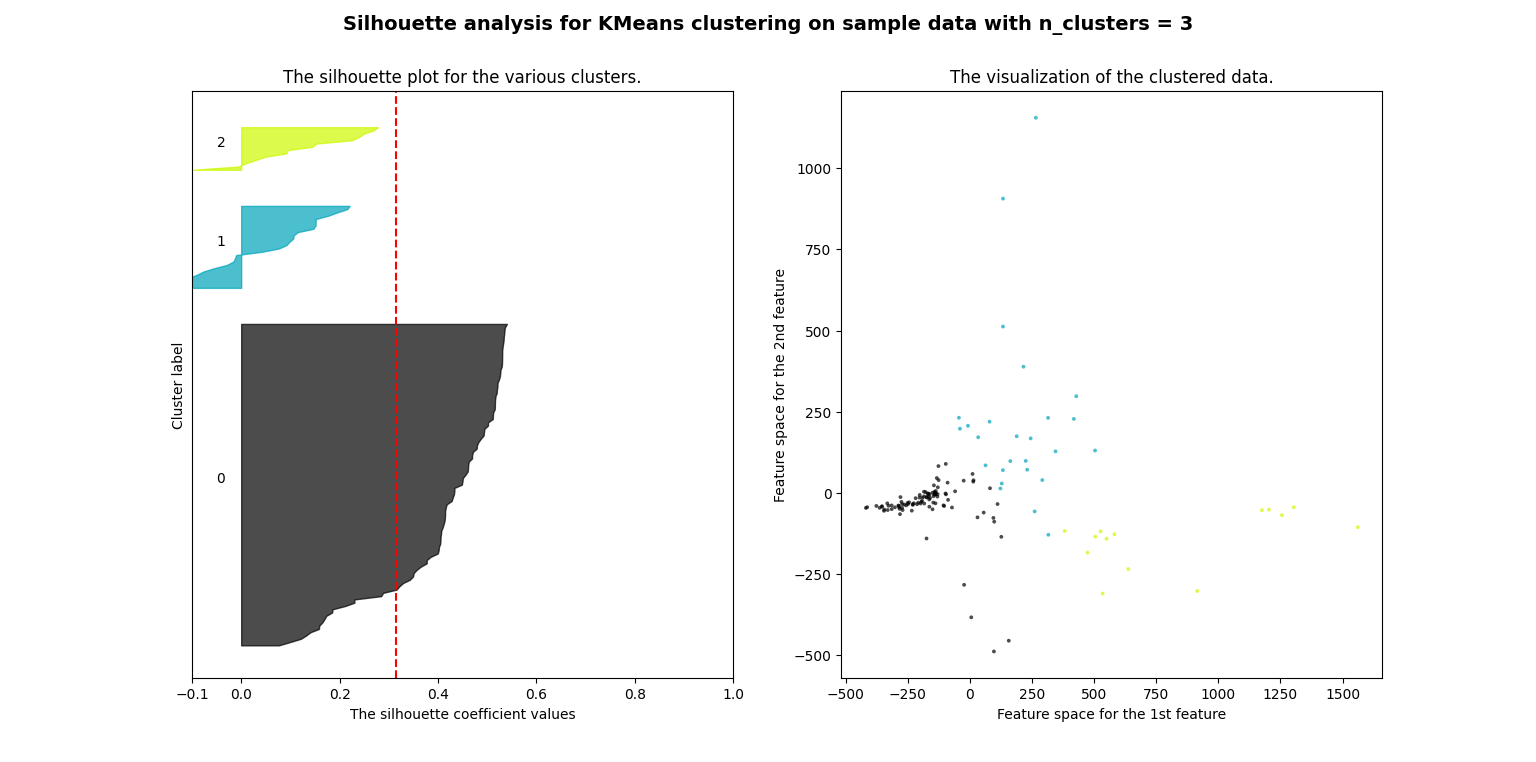 Silhouette analysis for KMeans clustering on sample data with n_clusters = 3
The silhouette plot for the various clusters.
2
1
0
Cluster label
−0.1 0.0 0.2 0.4 0.6 0.8 1.0
The silhouette coefficient values
The visualization of the clustered data.
1000
750
500
250
0
−250
−500
Feature space for the 2nd feature
−500 −250 0 250 500 750 1000 1250 1500
Feature space for the 1st feature